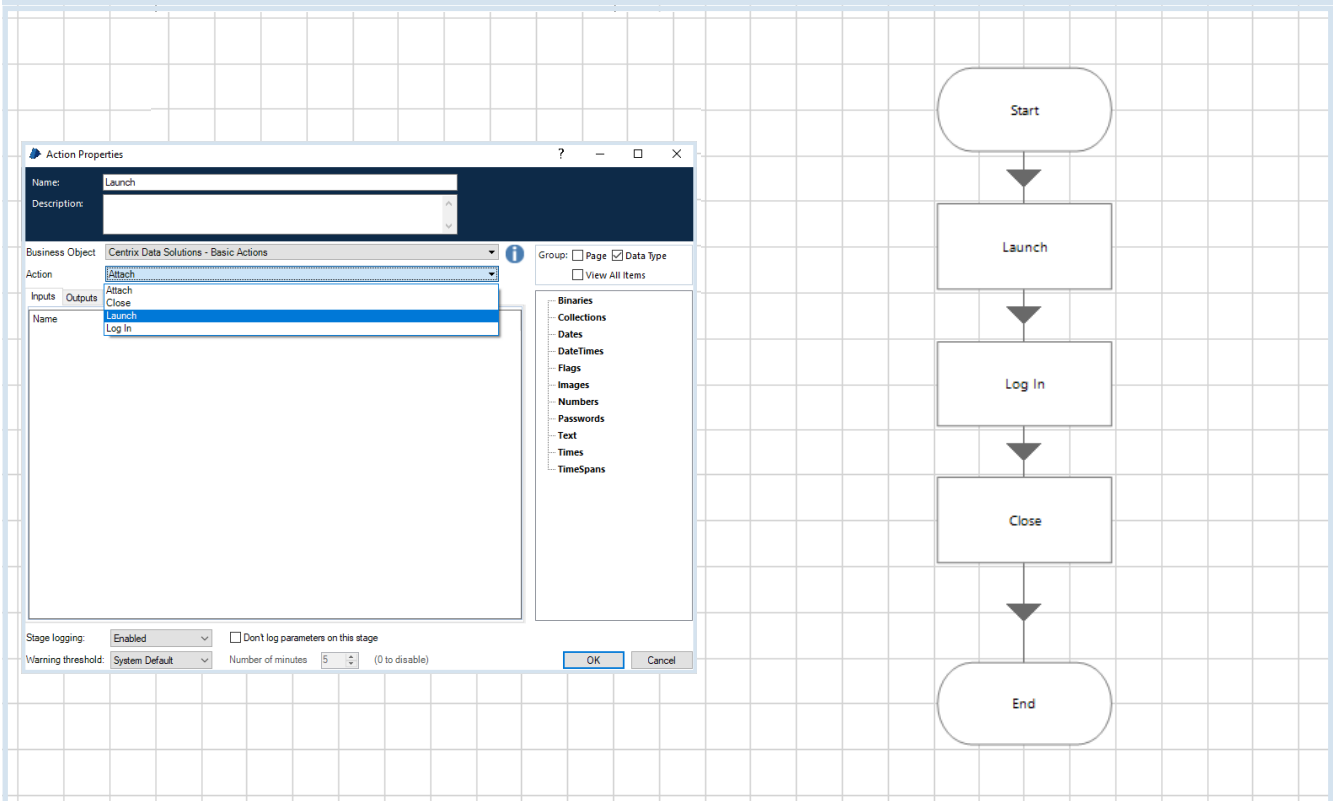 Action Properties
?
Name: Launch
Description:
Business Object Centrix Data Solutions - Basic Actions
Group: Page Data Type
View All Items
Action Attach
Inputs Outputs
Attach
Close
Launch
Log In
Name
Binaries
Collections
Dates
DateTimes
Flags
Images
Numbers
Passwords
Text
Times
TimeSpans
Stage logging: Enabled Don't log parameters on this stage
Warning threshold: System Default Number of minutes 5 (0 to disable)
OK Cancel
Start
Launch
Log In
Close
End